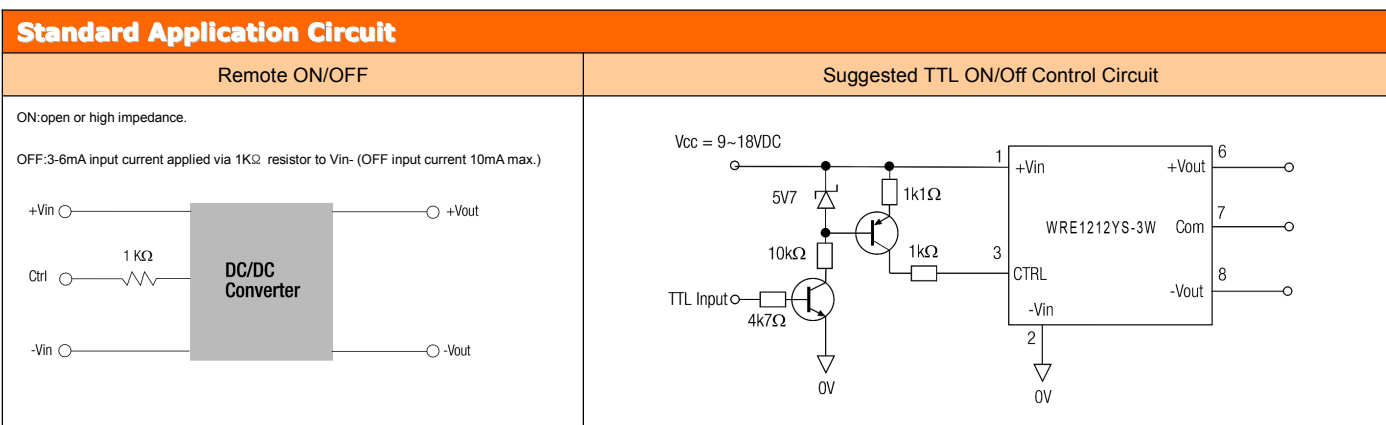 Standard Application Circuit
Remote ON/OFF
Suggested TTL ON/Off Control Circuit
ON:open or high impedance.
OFF:3-6mA input current applied via 1KΩ resistor to Vin- (OFF input current 10mA max.)
+Vin
+Vout
1 KΩ
Ctrl
DC/DC
Converter
-Vin
-Vout
Vcc = 9~18VDC
1
+Vin
+Vout
6
5V7
1k1Ω
WRE1212YS-3W
Com
7
10kΩ
1kΩ
3
CTRL
-Vout
8
TTL Input
4k7Ω
-Vin
2
0V
0V